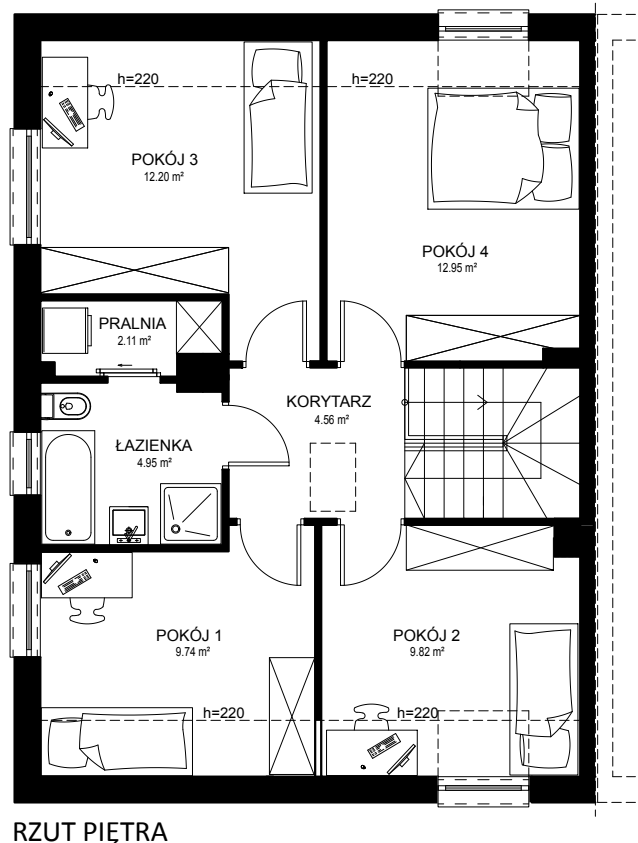 h=220
h=220
POKÓJ 3
12.20 m²
POKÓJ 4
12.95 m²
PRALNIA
2.11 m²
KORYTARZ
4.56 m²
ŁAZIENKA
4.95 m²
POKÓJ 1
9.74 m²
POKÓJ 2
9.82 m²
h=220
h=220
RZUT PIĘTRA